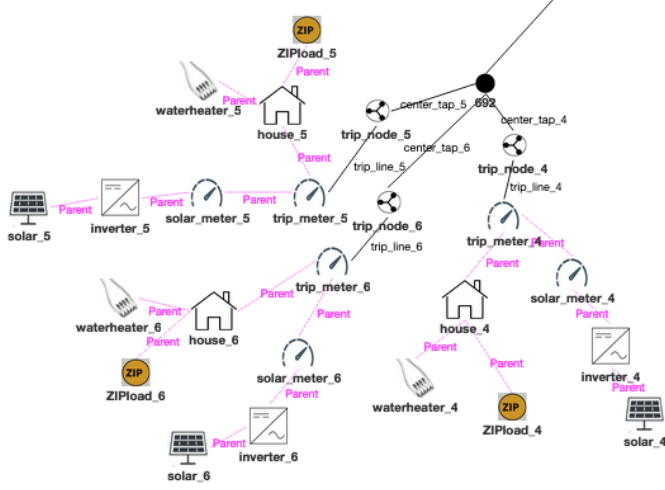 ZIP
ZIPload_5
Parent
waterheater_5
Parent
house_5
692
center_tap_5
center_tap_4
trip_node_5
center_tap_6
trip_node_4
Parent
trip_line_5
trip_line_4
solar_5
Parent
inverter_5
Parent
solar_meter_5
Parent
trip_meter_5
trip_node_6
trip_line_6
trip_meter_4
Parent
Parent
trip_meter_6
Parent
solar_meter_4
waterheater_6
Parent
house_6
Parent
Parent
house_4
Parent
inverter_4
ZIP
ZIPload_6
solar_meter_6
Parent
Parent
Parent
waterheater_4
ZIP
ZIPload_4
Parent
solar_4
solar_6
Parent
inverter_6